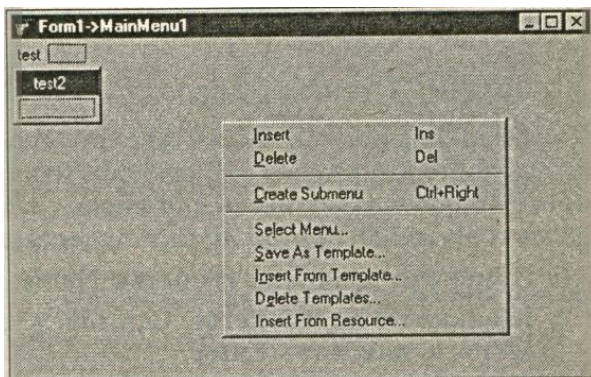 Form1->MainMenu1
test
test2
Insert Ins
Delete Del
Create Submenu Ctrl+Right
Select Menu...
Save As Template...
Insert From Template...
Delete Templates...
Insert From Resource...